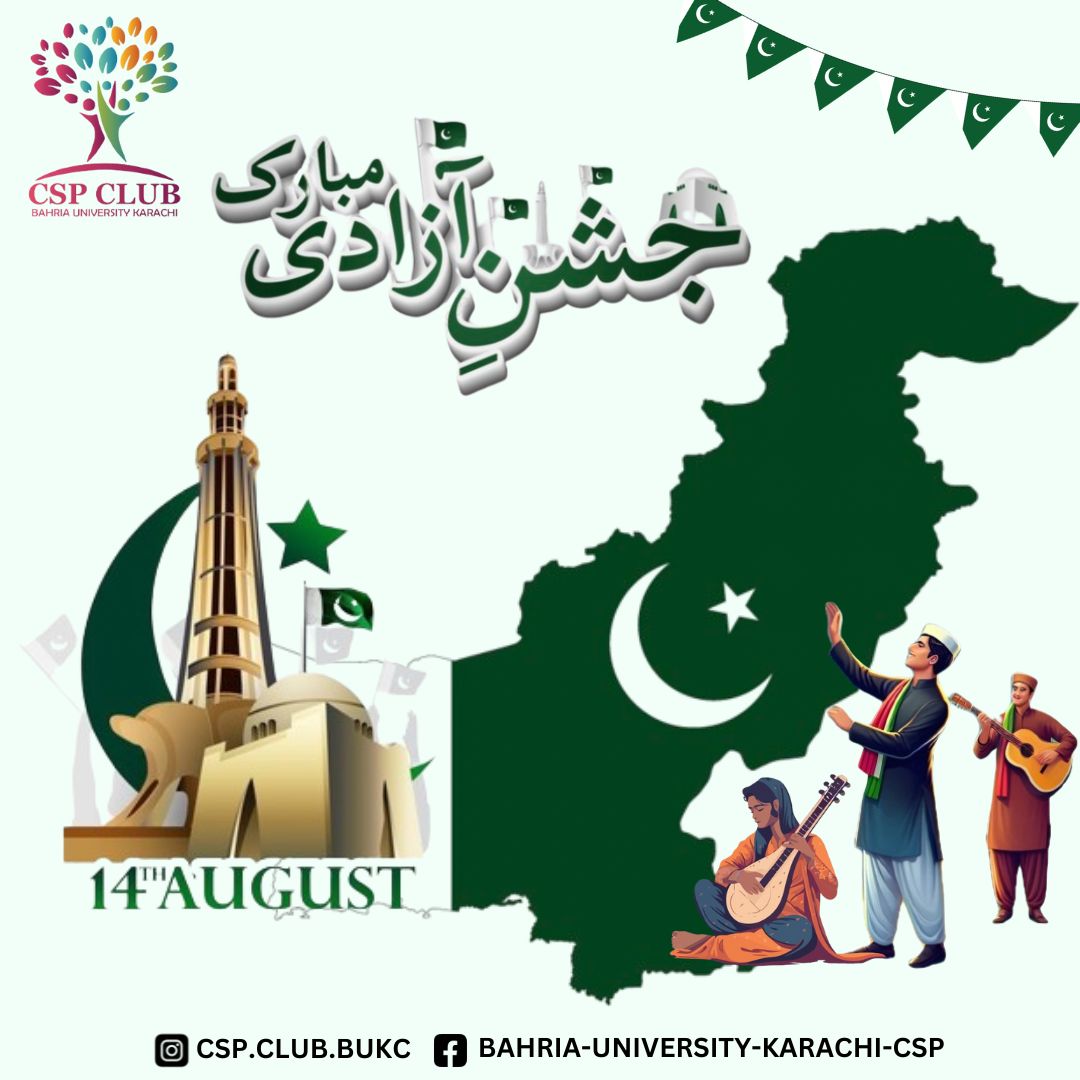 CSP CLUB
BAHRIA UNIVERSITY KARACHI
جشنِ آزادی مبارک
14TH AUGUST
CSP.CLUB.BUKC
BAHRIA-UNIVERSITY-KARACHI-CSP